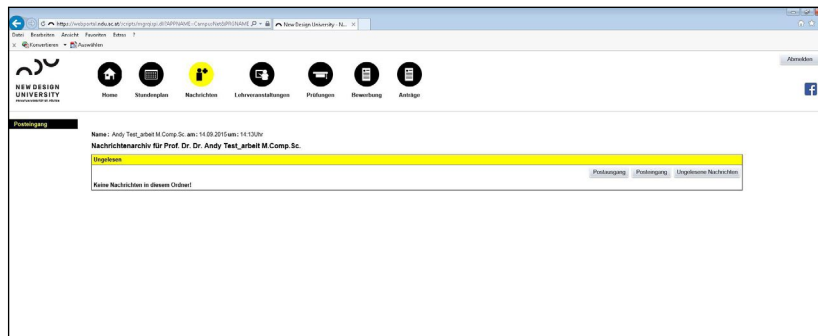 https://webportal.ndu.ac.at/scripts/mgrqispi.dll?APPNAME=CampusNet&PRGNAME
New Design University - N...
Datei Bearbeiten Ansicht Favoriten Extras ?
x Konvertieren Auswählen
Abmelden
NEW DESIGN
UNIVERSITY
PRIVATUNIVERSITÄT ST. PÖLTEN
Home Stundenplan Nachrichten Lehrveranstaltungen Prüfungen Bewerbung Anträge
Posteingang
Name : Andy Test_arbeit M.Comp.Sc. am: 14.09.2015 um: 14:13Uhr
Nachrichtenarchiv für Prof. Dr. Dr. Andy Test_arbeit M.Comp.Sc.
Ungelesen
Postausgang Posteingang Ungelesene Nachrichten
Keine Nachrichten in diesem Ordner!